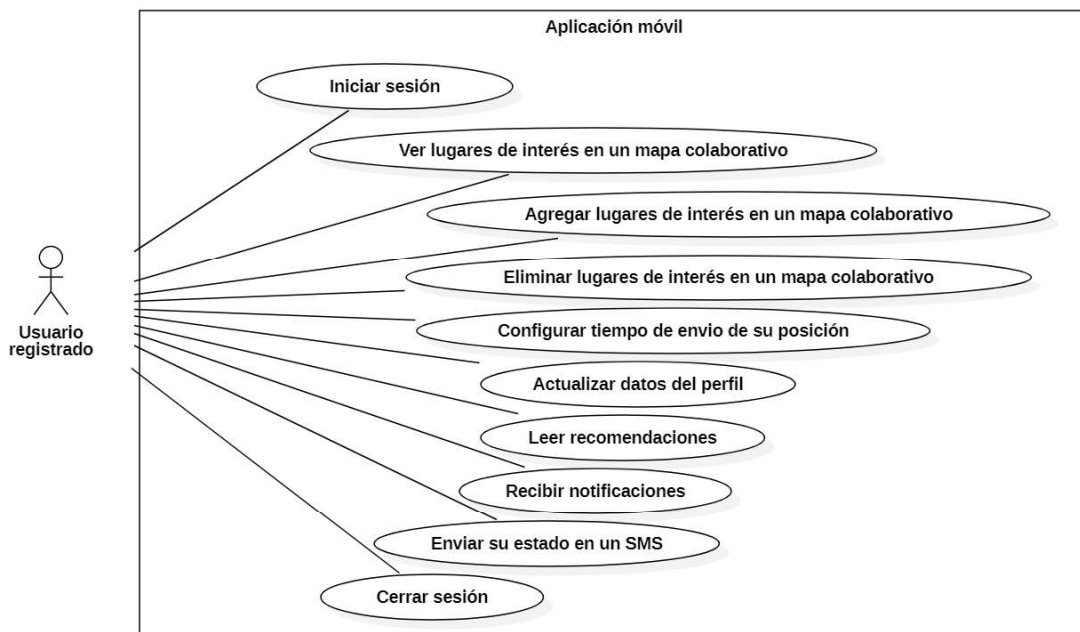 Aplicación móvil
Iniciar sesión
Ver lugares de interés en un mapa colaborativo
Agregar lugares de interés en un mapa colaborativo
Eliminar lugares de interés en un mapa colaborativo
Usuario
registrado
Configurar tiempo de envio de su posición
Actualizar datos del perfil
Leer recomendaciones
Recibir notificaciones
Enviar su estado en un SMS
Cerrar sesión